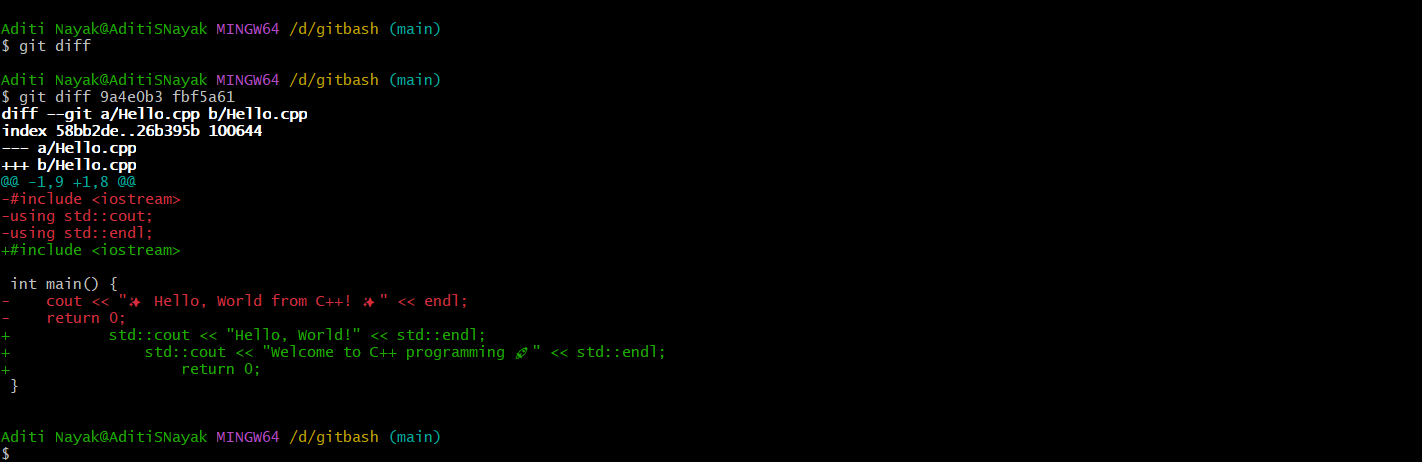 Aditi Nayak@AditiSNayak MINGW64 /d/gitbash (main)
$ git diff
Aditi Nayak@AditiSNayak MINGW64 /d/gitbash (main)
$ git diff 9a4e0b3 fbf5a61
diff --git a/Hello.cpp b/Hello.cpp
index 58bb2de..26b395b 100644
--- a/Hello.cpp
+++ b/Hello.cpp
@@ -1,9 +1,8 @@
-#include <iostream>
-using std::cout;
-using std::endl;
+#include <iostream>
 int main() {
-    cout << "✨ Hello, World from C++! ✨" << endl;
-    return 0;
+           std::cout << "Hello, World!" << std::endl;
+               std::cout << "Welcome to C++ programming 🚀" << std::endl;
+                   return 0;
 }
Aditi Nayak@AditiSNayak MINGW64 /d/gitbash (main)
$